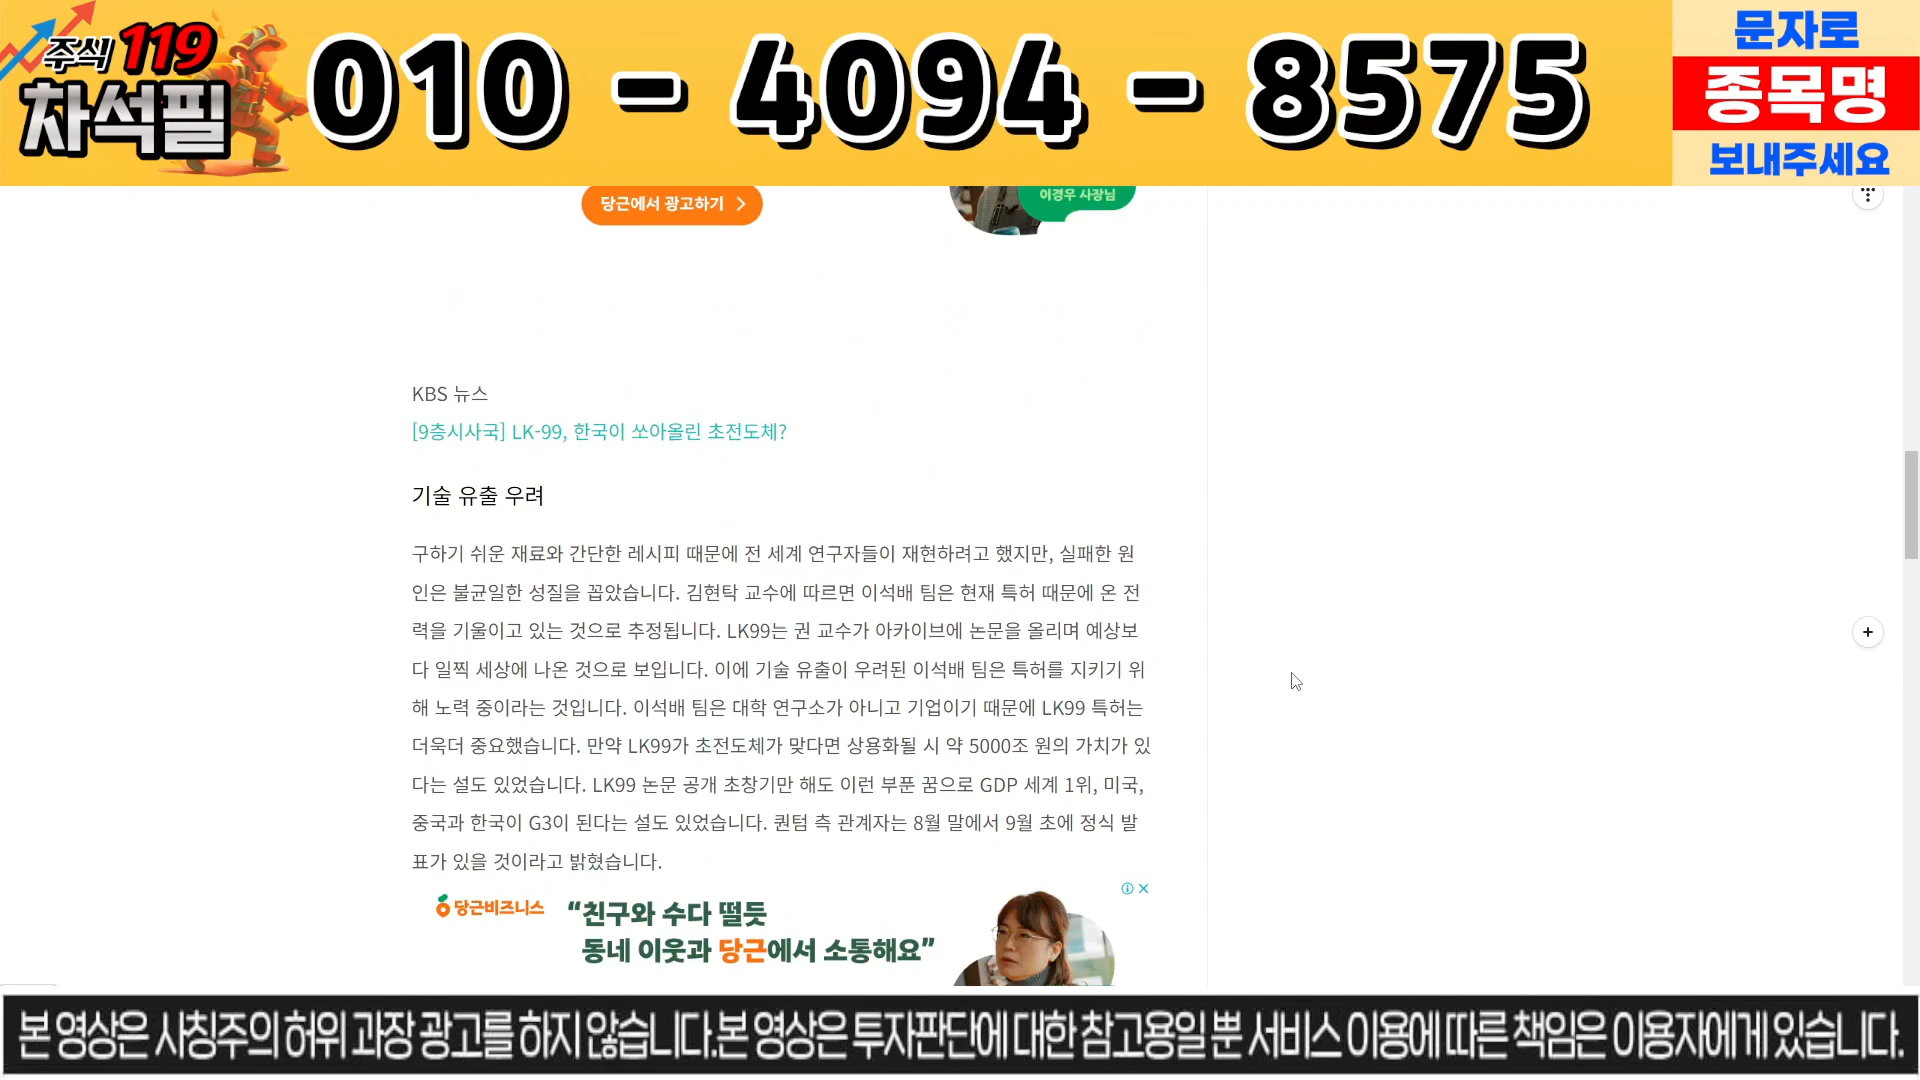 주식 119
차석필
010 - 4094 - 8575
문자로
종목명
보내주세요
당근에서 광고하기
이경우 사장님
KBS 뉴스
[9층시사국] LK-99, 한국이 쏘아올린 초전도체?
기술 유출 우려
구하기 쉬운 재료와 간단한 레시피 때문에 전 세계 연구자들이 재현하려고 했지만, 실패한 원
인은 불균일한 성질을 꼽았습니다. 김현탁 교수에 따르면 이석배 팀은 현재 특허 때문에 온 전
력을 기울이고 있는 것으로 추정됩니다. LK99는 권 교수가 아카이브에 논문을 올리며 예상보
다 일찍 세상에 나온 것으로 보입니다. 이에 기술 유출이 우려된 이석배 팀은 특허를 지키기 위
해 노력 중이라는 것입니다. 이석배 팀은 대학 연구소가 아니고 기업이기 때문에 LK99 특허는
더욱더 중요했습니다. 만약 LK99가 초전도체가 맞다면 상용화될 시 약 5000조 원의 가치가 있
다는 설도 있었습니다. LK99 논문 공개 초창기만 해도 이런 부푼 꿈으로 GDP 세계 1위, 미국,
중국과 한국이 G3이 된다는 설도 있었습니다. 퀀텀 측 관계자는 8월 말에서 9월 초에 정식 발
표가 있을 것이라고 밝혔습니다.
당근비즈니스
“친구와 수다 떨듯
동네 이웃과 당근에서 소통해요”
본 영상은 사칭주의 허위 과장 광고를 하지 않습니다.본 영상은 투자판단에 대한 참고용일 뿐 서비스 이용에 따른 책임은 이용자에게 있습니다.